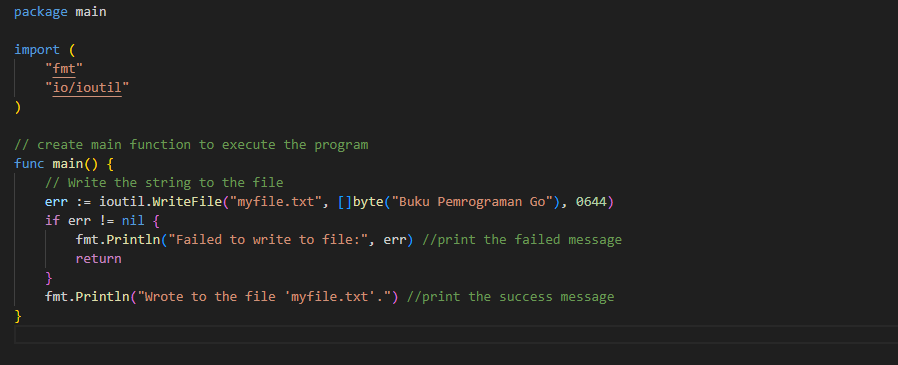 package main
import (
"fmt"
"io/ioutil"
)
// create main function to execute the program
func main() {
// Write the string to the file
err := ioutil.WriteFile("myfile.txt", []byte("Buku Pemrograman Go"), 0644)
if err != nil {
fmt.Println("Failed to write to file:", err) //print the failed message
return
}
fmt.Println("Wrote to the file 'myfile.txt'.") //print the success message
}